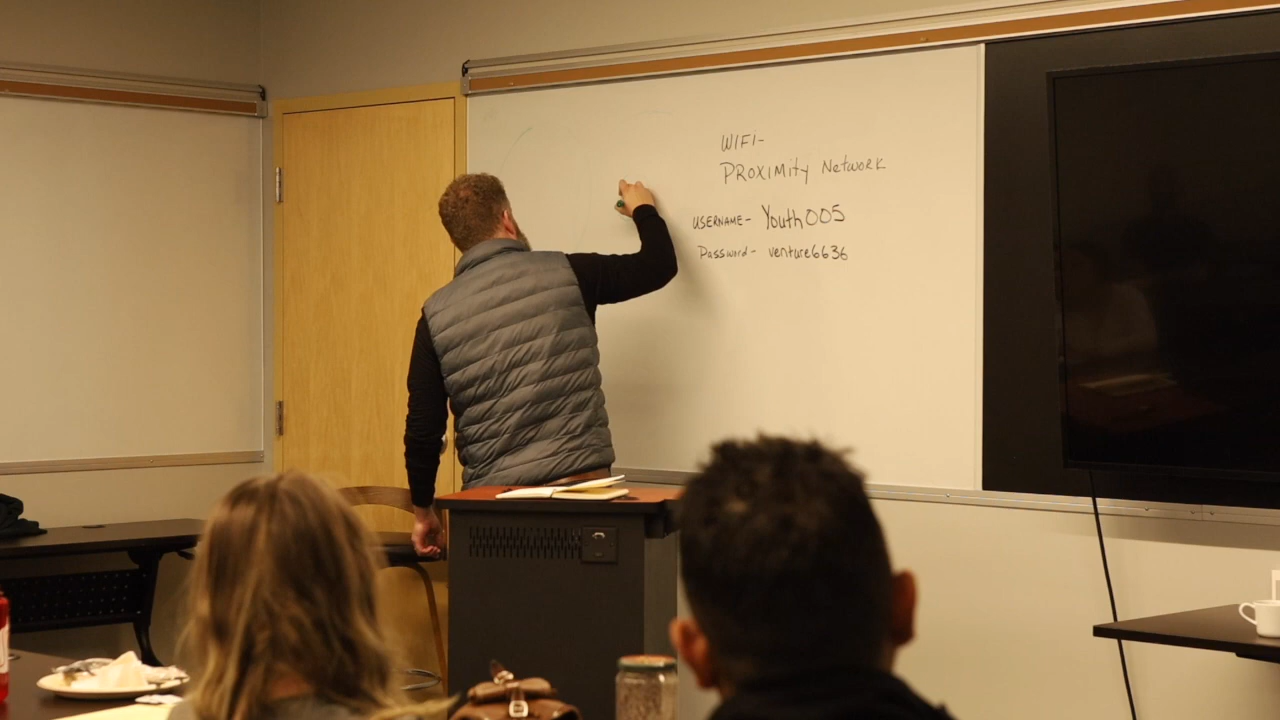 WIFI-
PROXIMITY NETWORK
USERNAME- Youth005
Password- venture6636